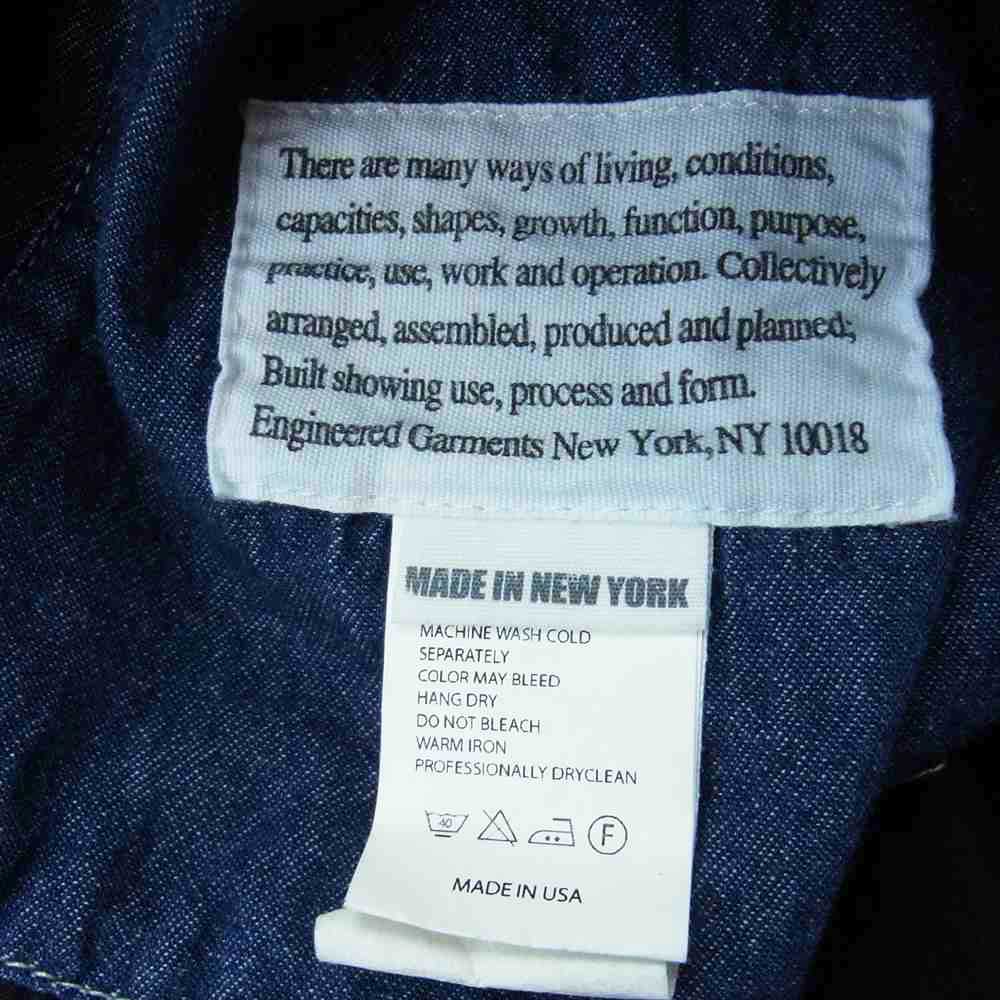 There are many ways of living, conditions,
capacities, shapes, growth, function, purpose,
practice, use, work and operation. Collectively
arranged, assembled, produced and planned;
Built showing use, process and form.
Engineered Garments New York, NY 10018
MADE IN NEW YORK
MACHINE WASH COLD
SEPARATELY
COLOR MAY BLEED
HANG DRY
DO NOT BLEACH
WARM IRON
PROFESSIONALLY DRYCLEAN
40 F
MADE IN USA